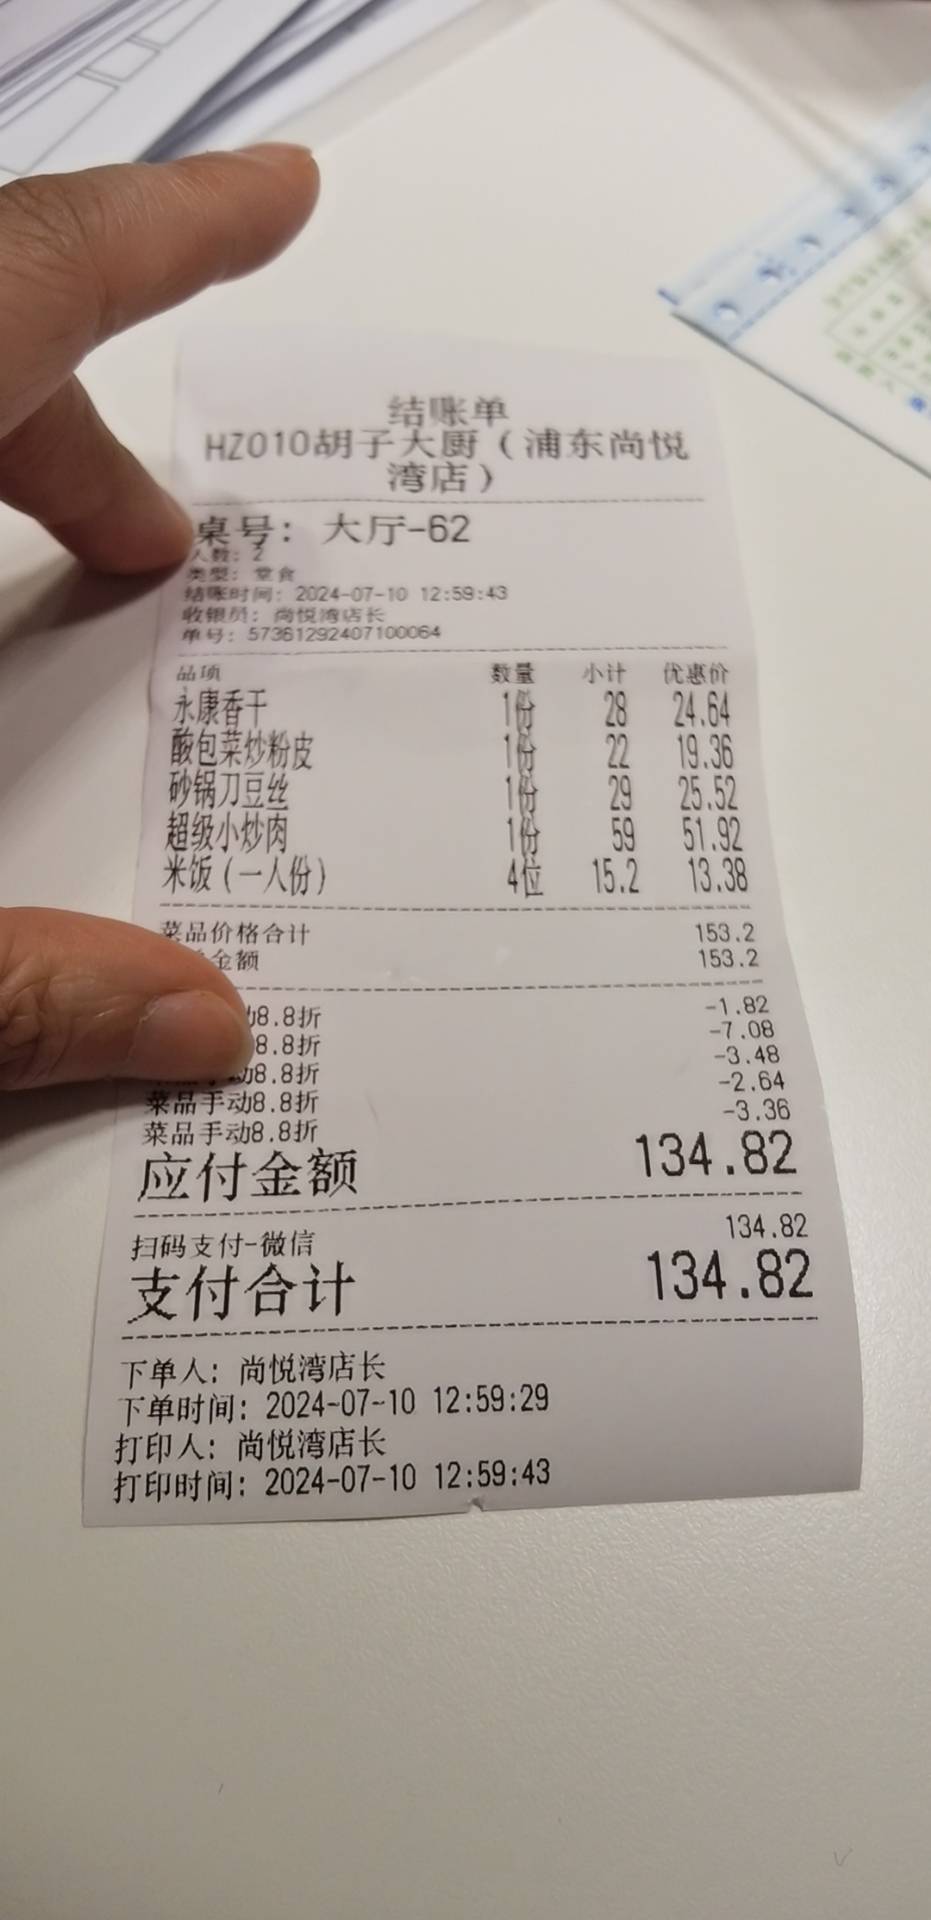 结账单
HZ010胡子大厨（浦东尚悦
湾店）
桌号：大厅-62
人数：2
类型：堂食
结账时间：2024-07-10 12:59:43
收银员：尚悦湾店长
单号：573612924071000​64
品项 数量 小计 优惠价
永康香干 1份 28 24.64
酸包菜炒粉皮 1份 22 19.36
砂锅刀豆丝 1份 29 25.52
超级小炒肉 1份 59 51.92
米饭（一人份） 4位 15.2 13.38
菜品价格合计 153.2
金额 153.2
动8.8折 -1.82
8.8折 -7.08
动8.8折 -3.48
菜品手动8.8折 -2.64
菜品手动8.8折 -3.36
应付金额 134.82
扫码支付-微信 134.82
支付合计 134.82
下单人：尚悦湾店长
下单时间：2024-07-10 12:59:29
打印人：尚悦湾店长
打印时间：2024-07-10 12:59:43